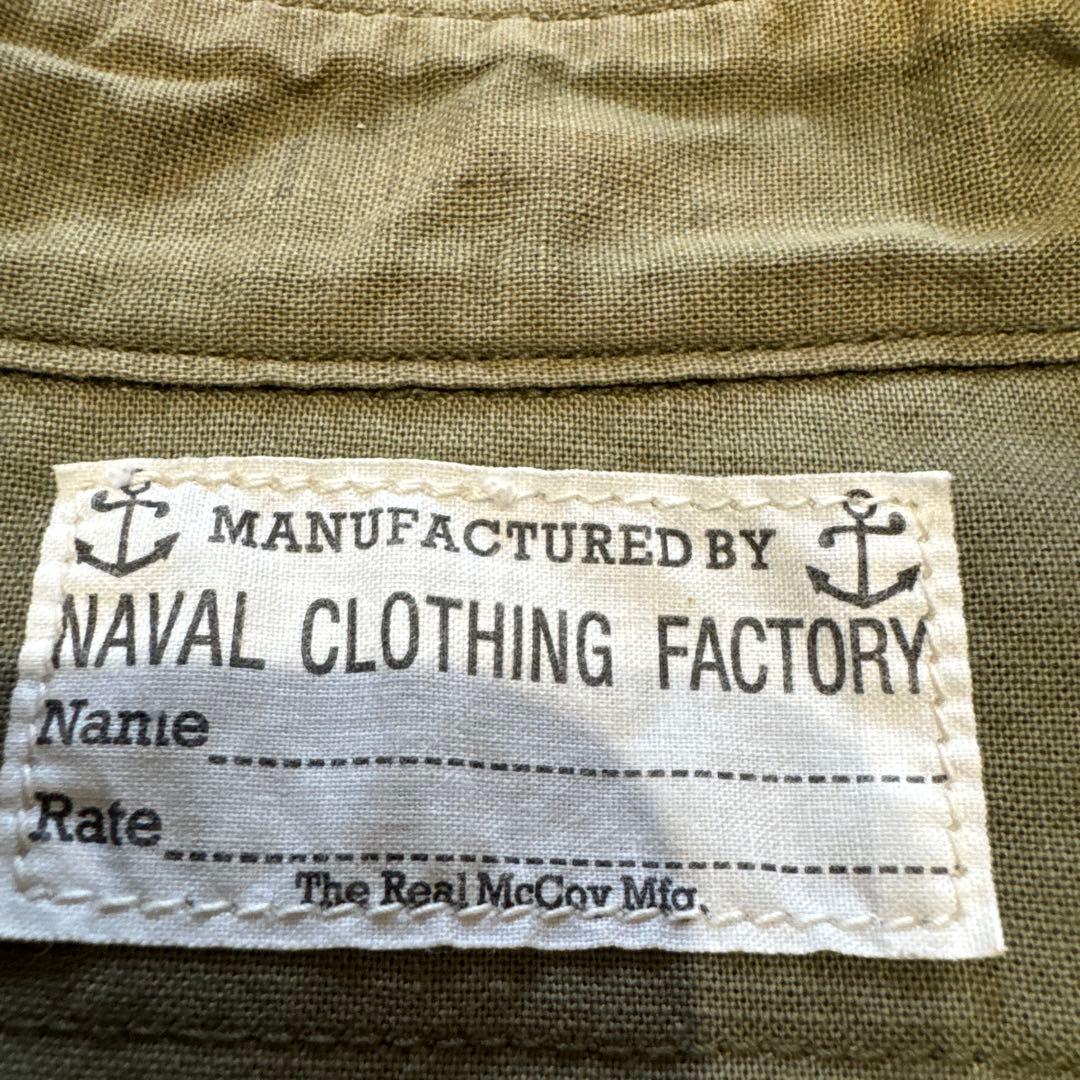 MANUFACTURED BY
NAVAL CLOTHING FACTORY
Name
Rate
The Real McCoy Mfg.